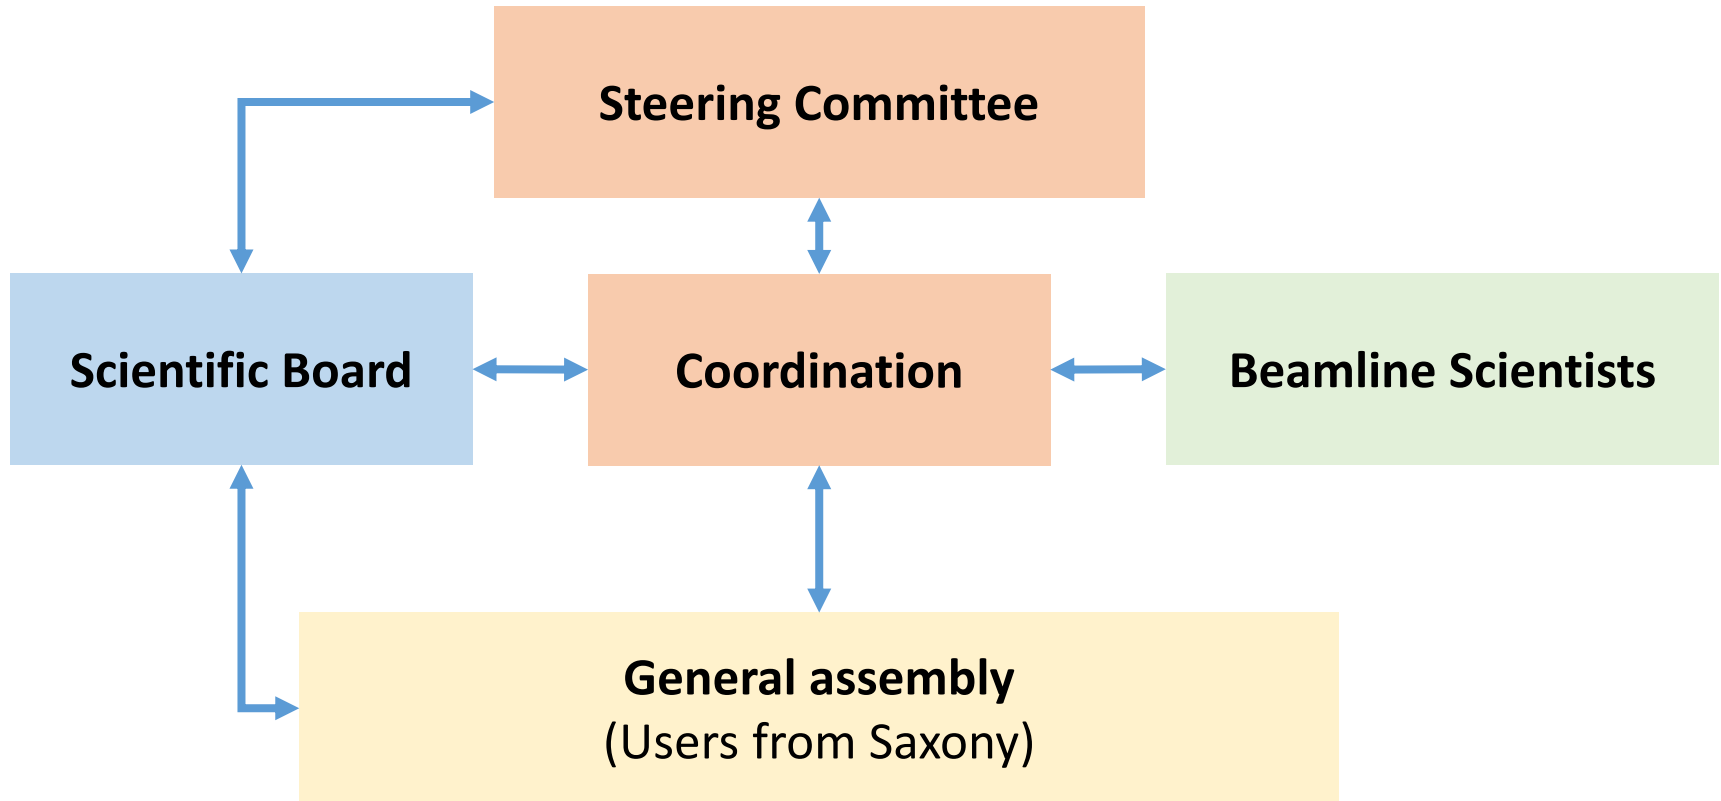 Steering Committee
Scientific Board
Coordination
Beamline Scientists
General assembly
(Users from Saxony)